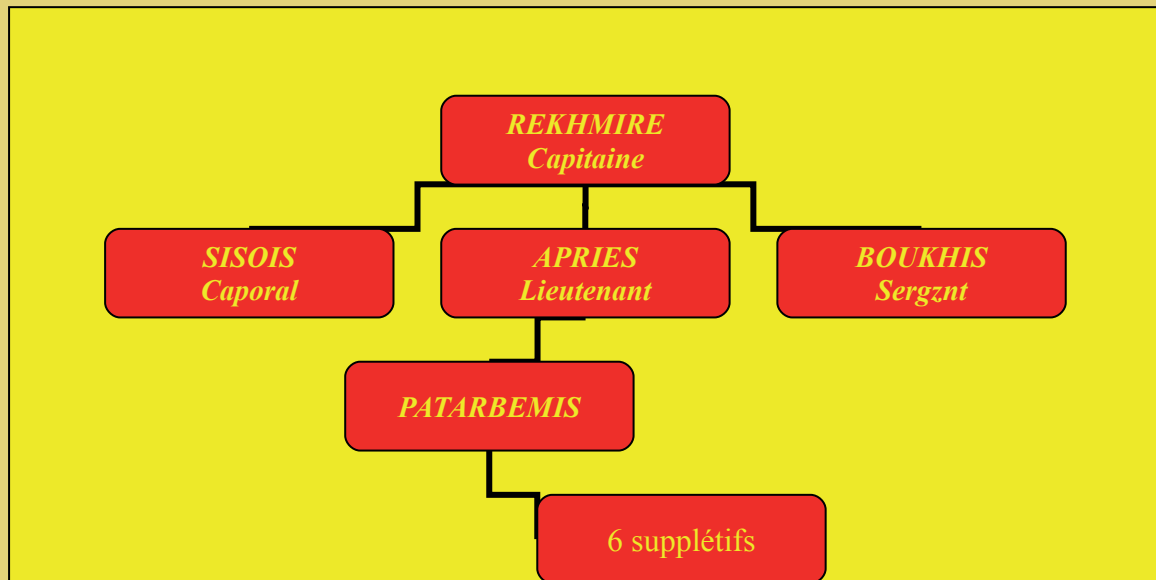 REKHMIRE
Capitaine
SISOIS
Caporal
APRIES
Lieutenant
BOUKHIS
Sergznt
PATARBEMIS
6 supplétifs